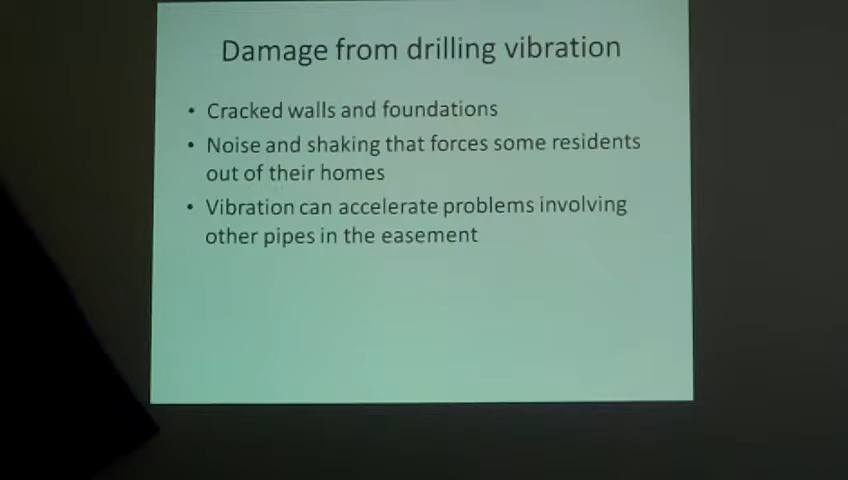 Damage from drilling vibration
• Cracked walls and foundations
• Noise and shaking that forces some residents
out of their homes
• Vibration can accelerate problems involving
other pipes in the easement